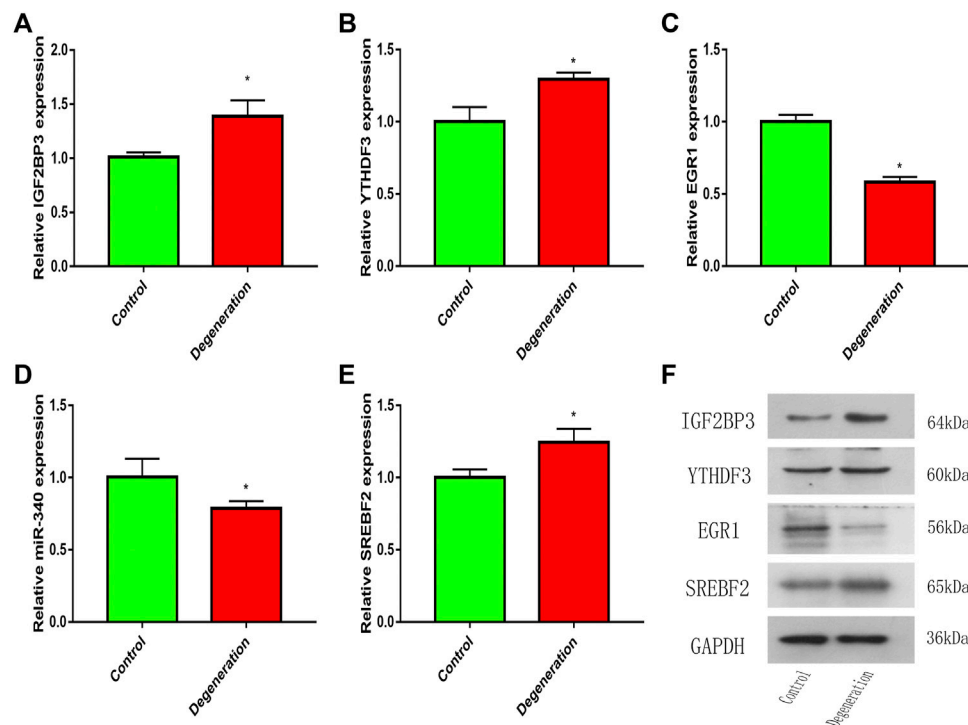 A
Relative IGF2BP3 expression
2.0
1.5
1.0
0.5
0.0
*
Control
Degeneration
B
Relative YTHDF3 expression
1.5
1.0
0.5
0.0
*
Control
Degeneration
C
Relative EGR1 expression
1.5
1.0
0.5
0.0
*
Control
Degeneration
D
Relative miR-340 expression
1.5
1.0
0.5
0.0
*
Control
Degeneration
E
Relative SREBF2 expression
1.5
1.0
0.5
0.0
*
Control
Degeneration
F
IGF2BP3 64kDa
YTHDF3 60kDa
EGR1 56kDa
SREBF2 65kDa
GAPDH 36kDa
Control
Degeneration